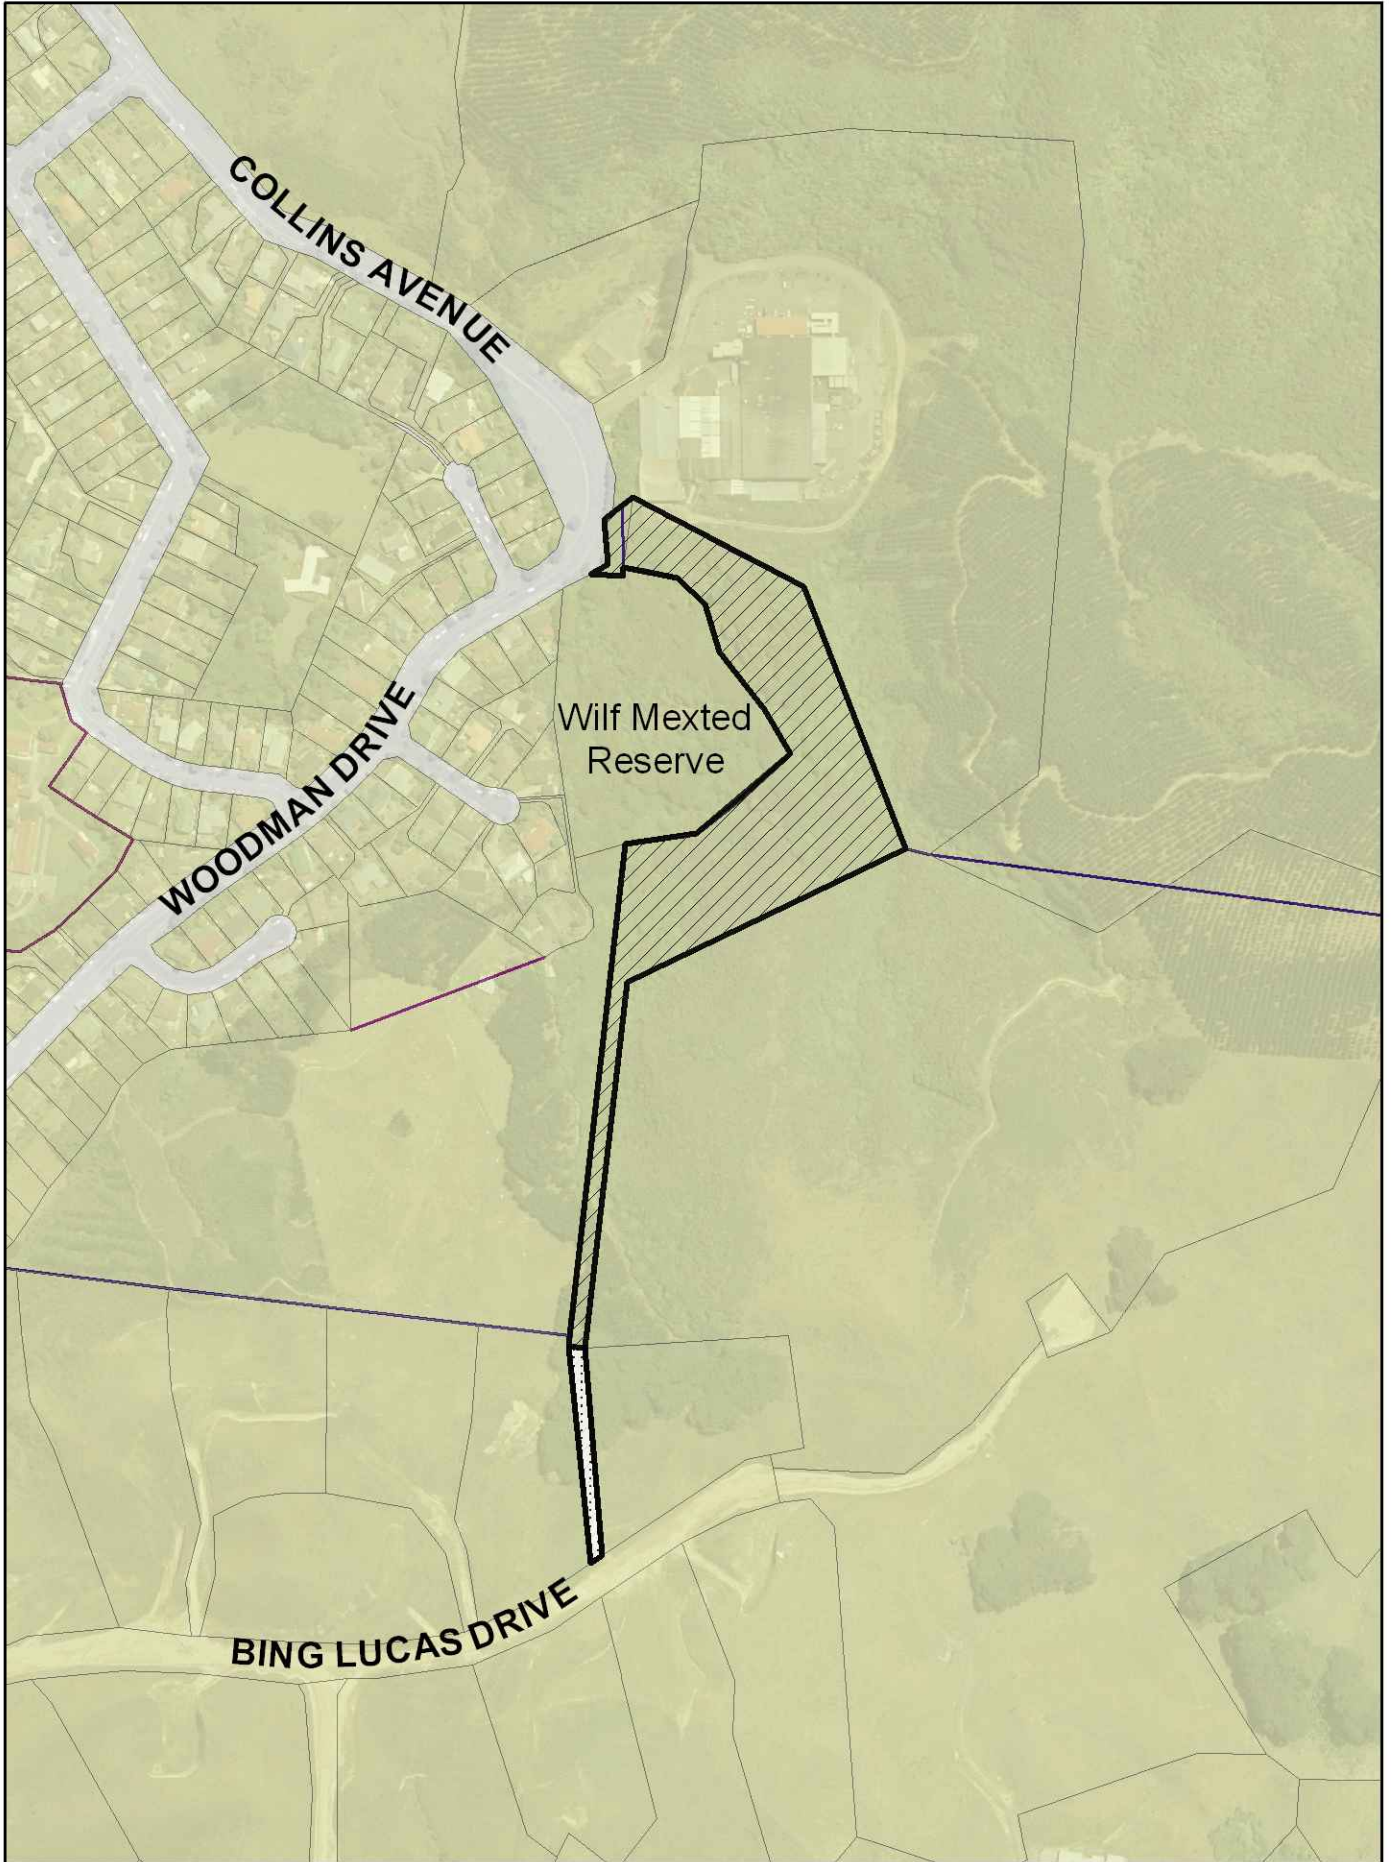 COLLINS AVENUE
Wilf Mexted
Reserve
WOODMAN DRIVE
BING LUCAS DRIVE